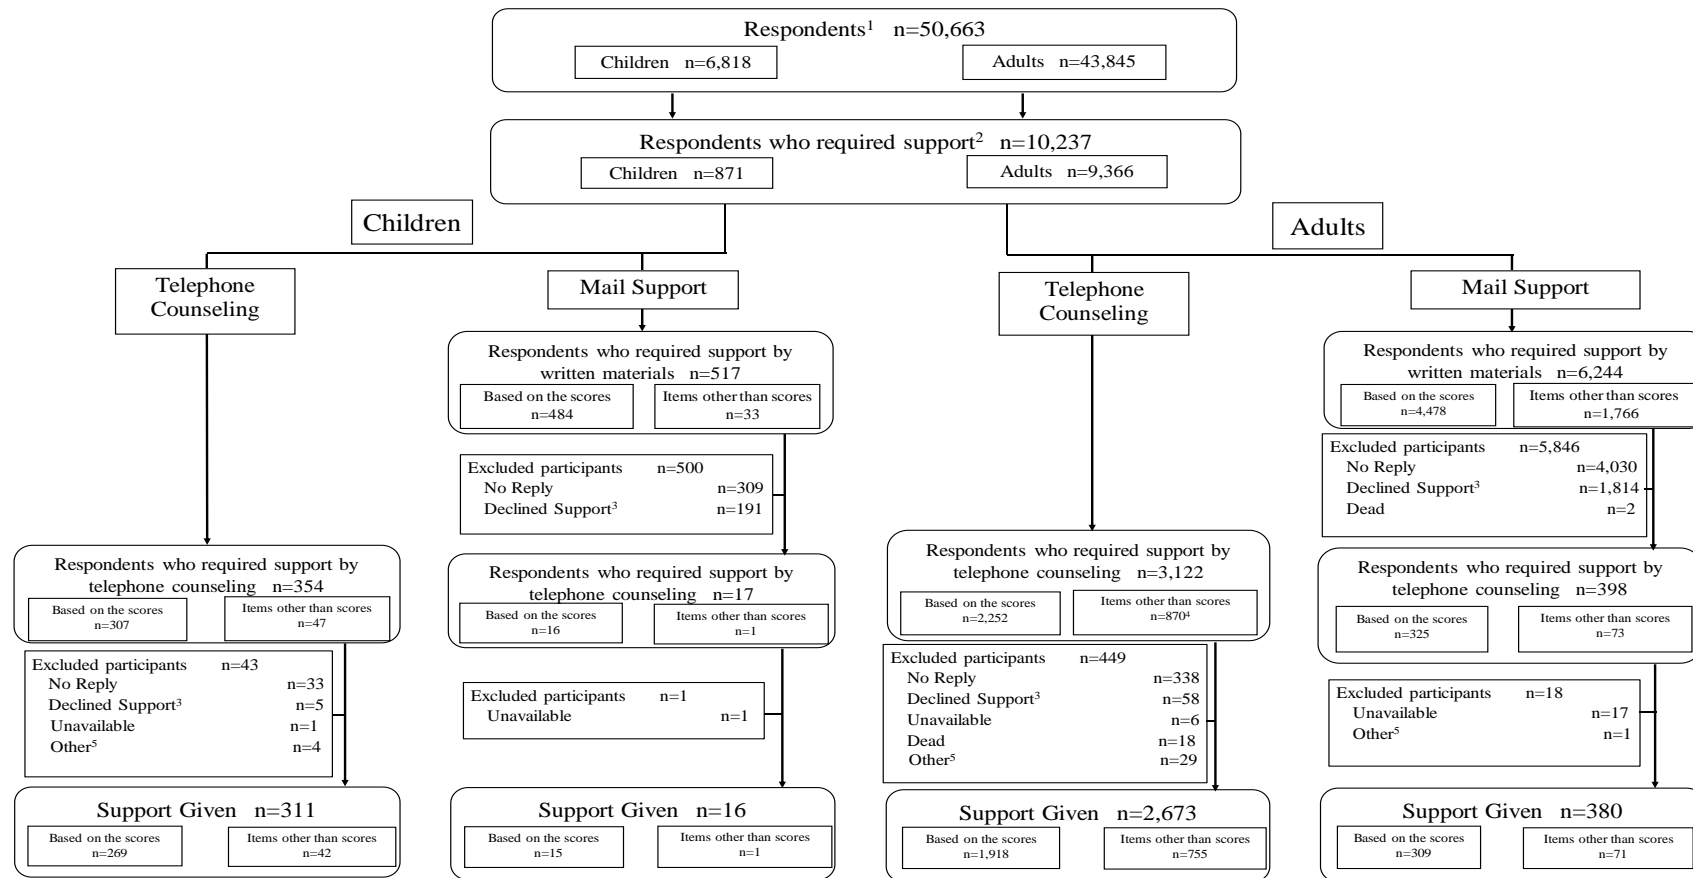 Respondents¹ n=50,663
Children n=6,818
Adults n=43,845
Respondents who required support² n=10,237
Children n=871
Adults n=9,366
Children
Telephone
Counseling
Respondents who required support by
telephone counseling n=354
Based on the scores
n=307
Items other than scores
n=47
Excluded participants n=43
No Reply n=33
Declined Support³ n=5
Unavailable n=1
Other⁵ n=4
Support Given n=311
Based on the scores
n=269
Items other than scores
n=42
Mail Support
Respondents who required support by
written materials n=517
Based on the scores
n=484
Items other than scores
n=33
Excluded participants n=500
No Reply n=309
Declined Support³ n=191
Respondents who required support by
telephone counseling n=17
Based on the scores
n=16
Items other than scores
n=1
Excluded participants n=1
Unavailable n=1
Support Given n=16
Based on the scores
n=15
Items other than scores
n=1
Adults
Telephone
Counseling
Respondents who required support by
telephone counseling n=3,122
Based on the scores
n=2,252
Items other than scores
n=870⁴
Excluded participants n=449
No Reply n=338
Declined Support³ n=58
Unavailable n=6
Dead n=18
Other⁵ n=29
Support Given n=2,673
Based on the scores
n=1,918
Items other than scores
n=755
Mail Support
Respondents who required support by
written materials n=6,244
Based on the scores
n=4,478
Items other than scores
n=1,766
Excluded participants n=5,846
No Reply n=4,030
Declined Support³ n=1,814
Dead n=2
Respondents who required support by
telephone counseling n=398
Based on the scores
n=325
Items other than scores
n=73
Excluded participants n=18
Unavailable n=17
Other⁵ n=1
Support Given n=380
Based on the scores
n=309
Items other than scores
n=71